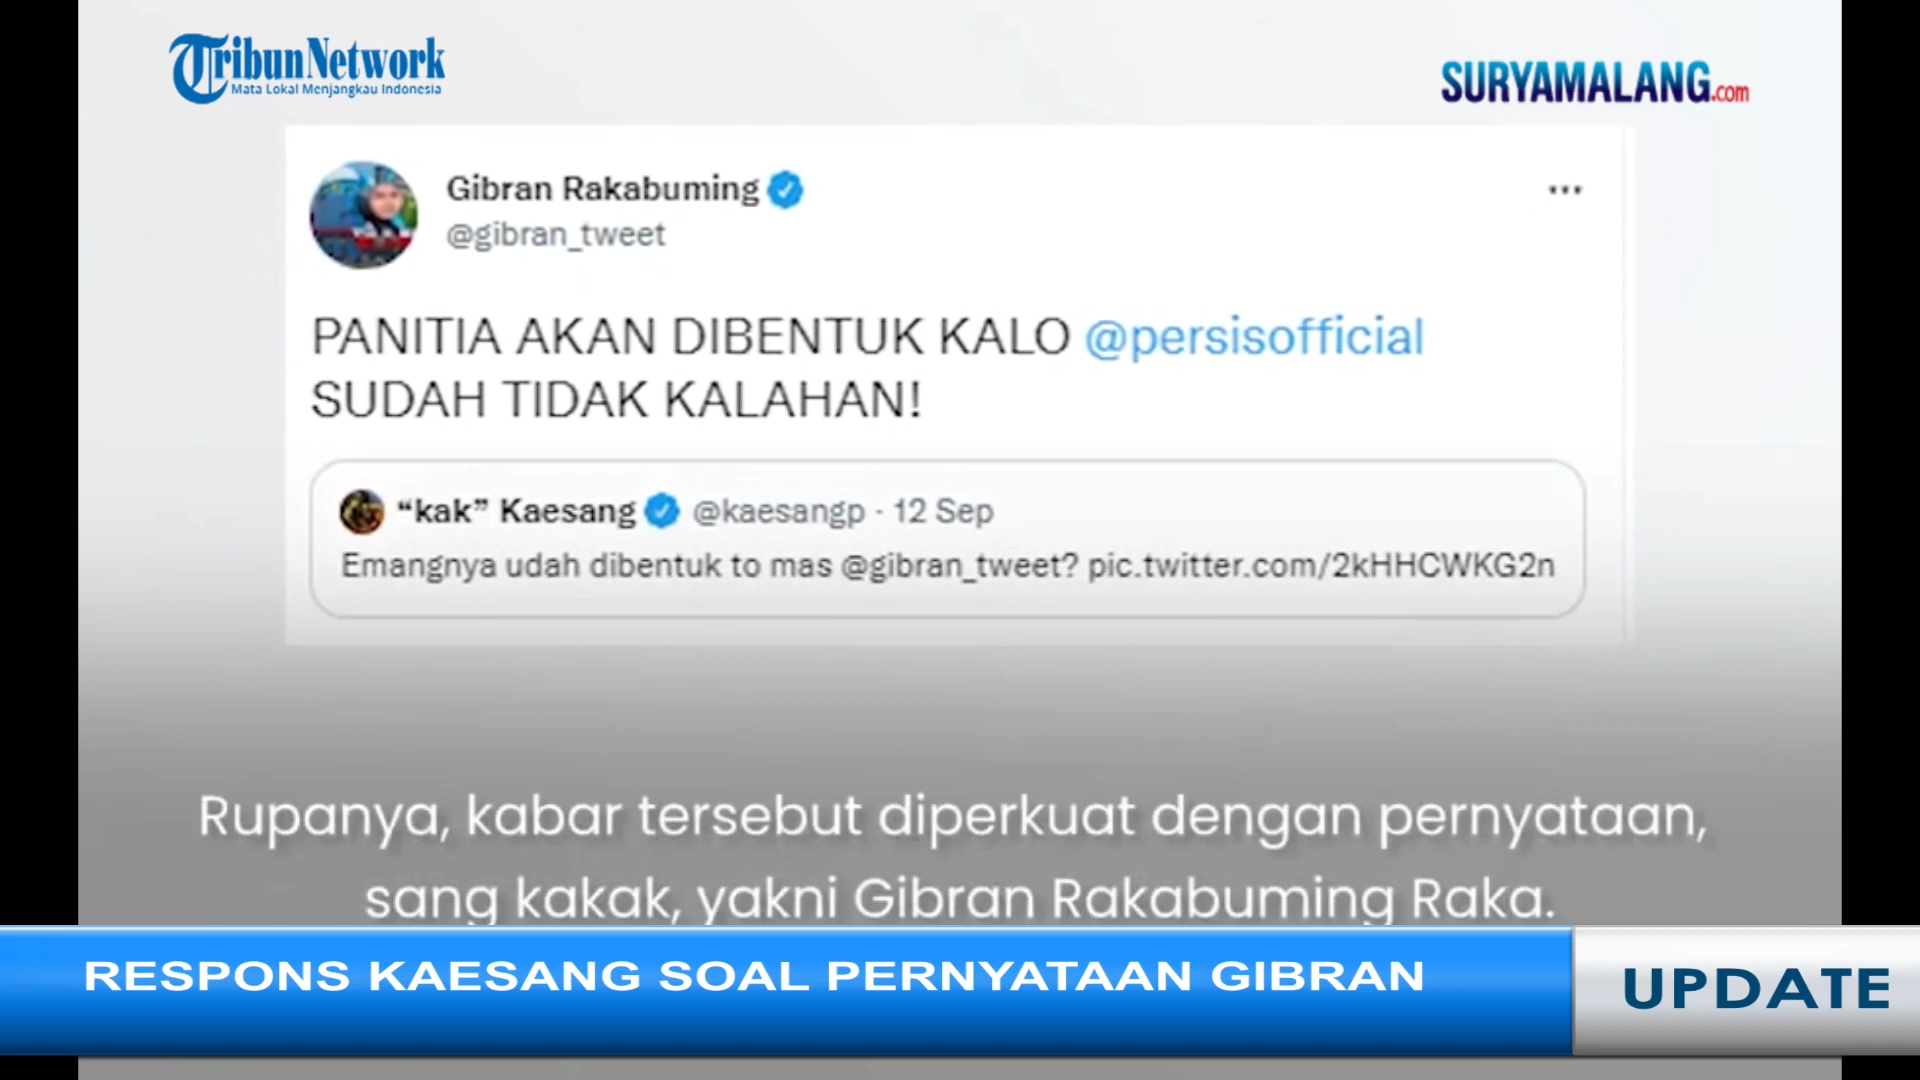 TribunNetwork
Mata Lokal Menjangkau Indonesia
SURYAMALANG.com
Gibran Rakabuming
@gibran_tweet
PANITIA AKAN DIBENTUK KALO @persisofficial
SUDAH TIDAK KALAHAN!
“kak” Kaesang @kaesangp · 12 Sep
Emangnya udah dibentuk to mas @gibran_tweet? pic.twitter.com/2kHHCWKG2n
Rupanya, kabar tersebut diperkuat dengan pernyataan,
sang kakak, yakni Gibran Rakabuming Raka.
RESPONS KAESANG SOAL PERNYATAAN GIBRAN
UPDATE